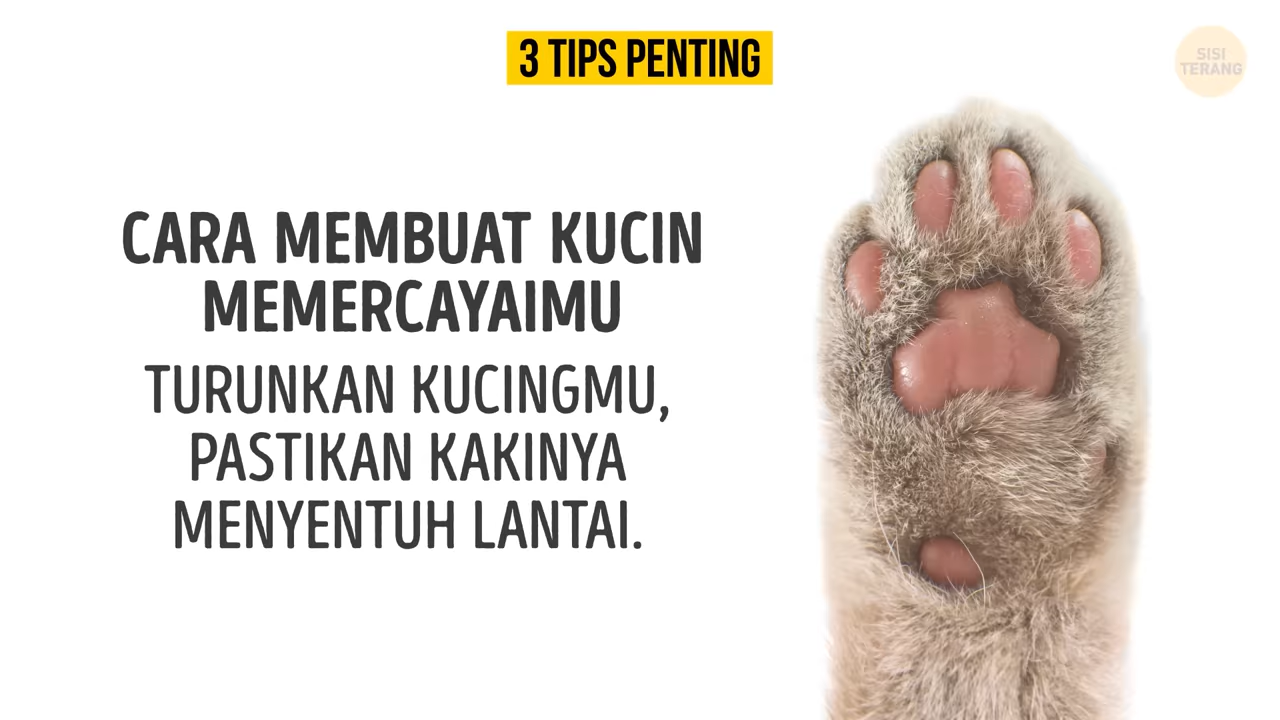 3 TIPS PENTING
SISI
TERANG
CARA MEMBUAT KUCIN
MEMERCAYAIMU
TURUNKAN KUCINGMU,
PASTIKAN KAKINYA
MENYENTUH LANTAI.